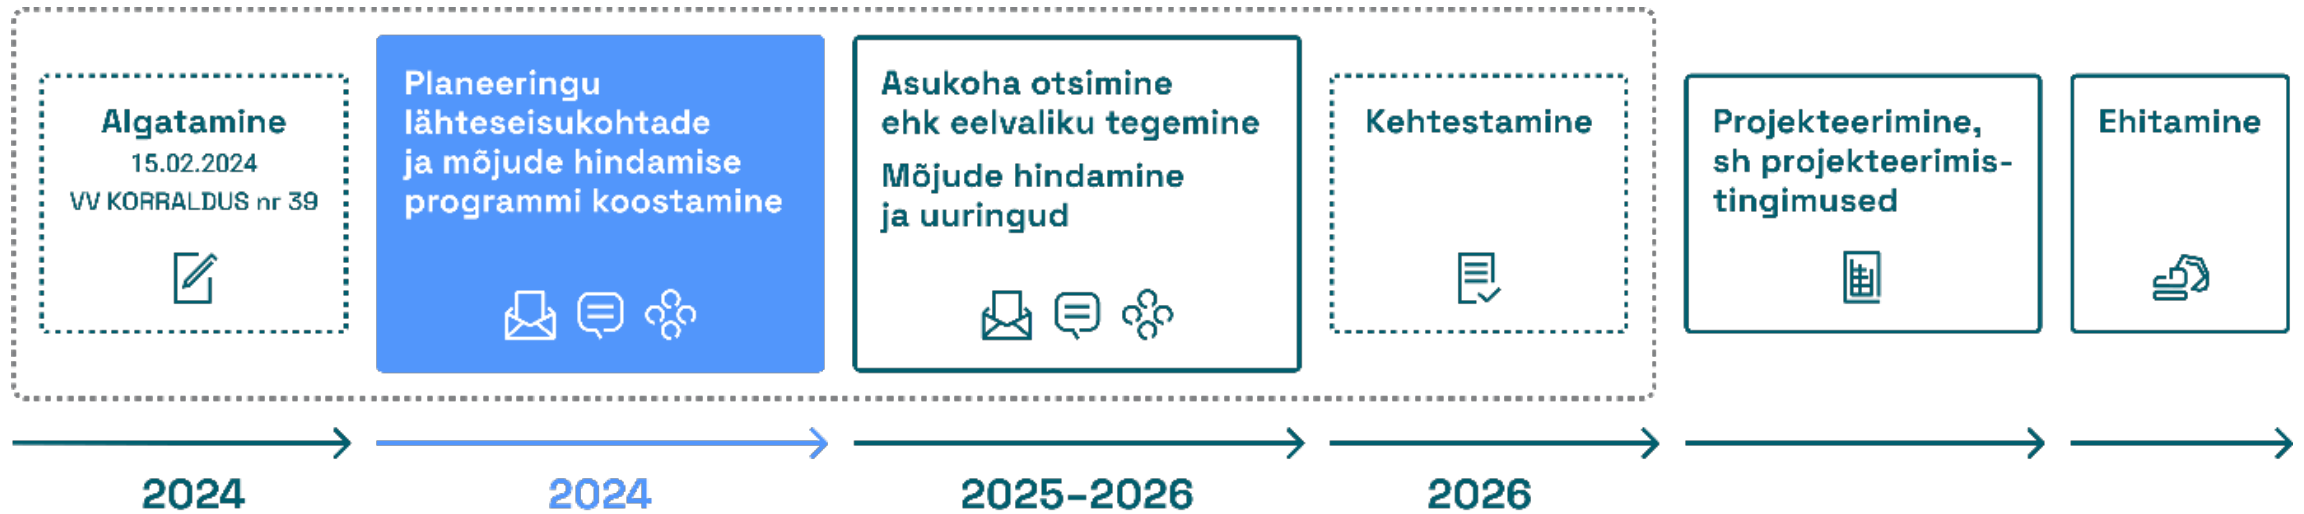 Algatamine
15.02.2024
VV KORRALDUS nr 39
Planeeringu
lähteseisukohtade
ja mõjude hindamise
programmi koostamine
Asukoha otsimine
ehk eelvaliku tegemine
Mõjude hindamine
ja uuringud
Kehtestamine
Projekteerimine,
sh projekteerimis-
tingimused
Ehitamine
2024
2024
2025–2026
2026